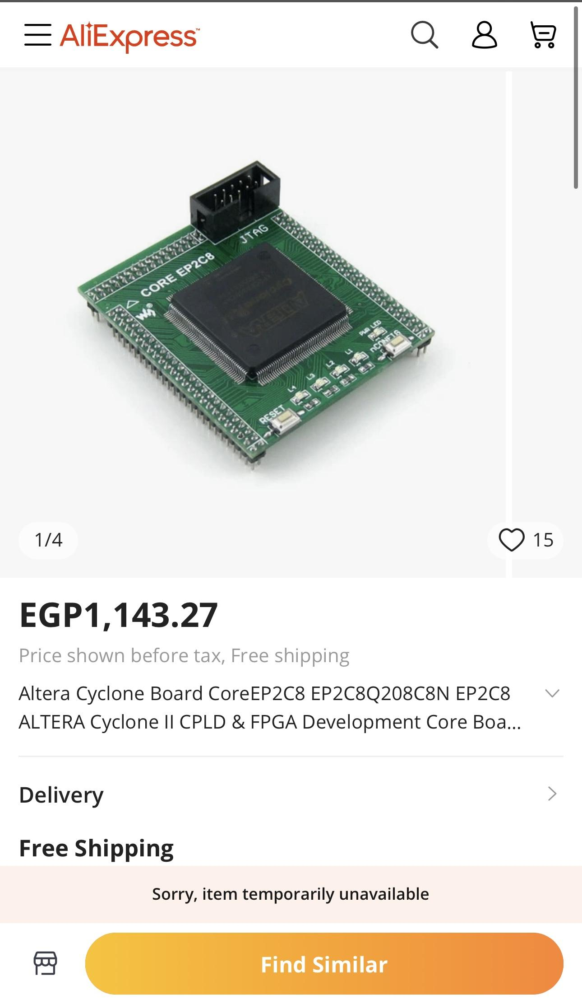 AliExpress™
JTAG
CORE EP2C8
PWR LED
nCONFIG
L1
L2
L3
L4
RESET
ALTERA
1/4
15
EGP1,143.27
Price shown before tax, Free shipping
Altera Cyclone Board CoreEP2C8 EP2C8Q208C8N EP2C8
ALTERA Cyclone II CPLD & FPGA Development Core Boa...
Delivery
Free Shipping
Sorry, item temporarily unavailable
Find Similar